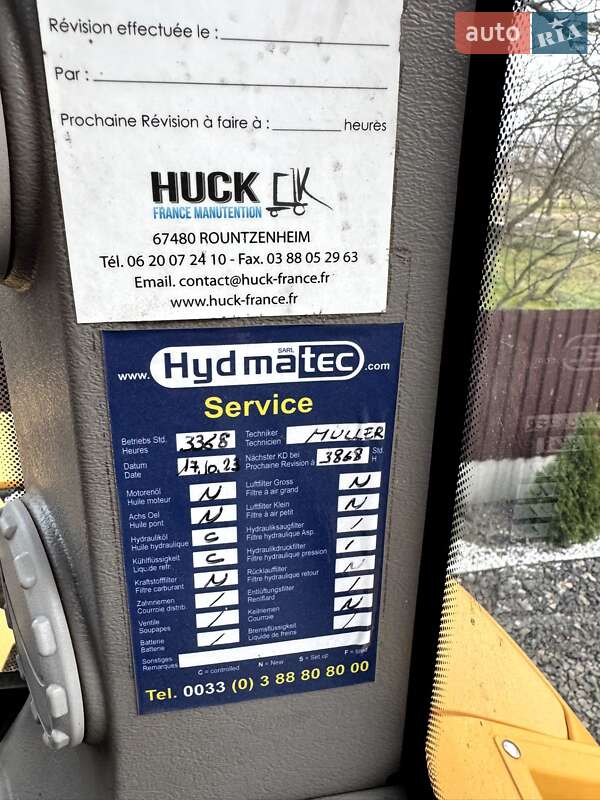 auto RIA
Révision effectuée le :
Par :
Prochaine Révision à faire à : heures
HUCK
FRANCE MANUTENTION
67480 ROUNTZENHEIM
Tél. 06 20 07 24 10 - Fax. 03 88 05 29 63
Email. contact@huck-france.fr
www.huck-france.fr
SARL
www. Hydmatec .com
Service
Betriebs Std. 3368
Heures
Techniker MÜLLER
Technicien
Datum 17.10.23
Date
Nächster KD bei 3868 Std.
Prochaine Revision à H
Motorenöl N
Huile moteur
Achs Oel N
Huile pont
Hydrauliköl C
Huile hydraulique
Kühlflüssigkeit C
Liquide refr.
Kraftstofffilter N
Filtre carburant
Zahnriemen /
Courroie distrib.
Ventile /
Soupapes
Batterie /
Batterie
Luftfilter Gross N
Filtre à air grand
Luftfilter Klein N
Filtre à air petit
Hydrauliksaugfilter /
Filtre hydraulique Asp.
Hydraulikdruckfilter /
Filtre hydraulique pression
Rücklauffilter N
Filtre hydraulique retour
Entlüftungsfilter /
Reniflard
Keilriemen N
Courroie
Bremsflüssigkeit /
Liquide de freins
Sonstiges
Remarques
C = controlled N = New S = Set up F =
Tel. 0033 (0) 3 88 80 80 00